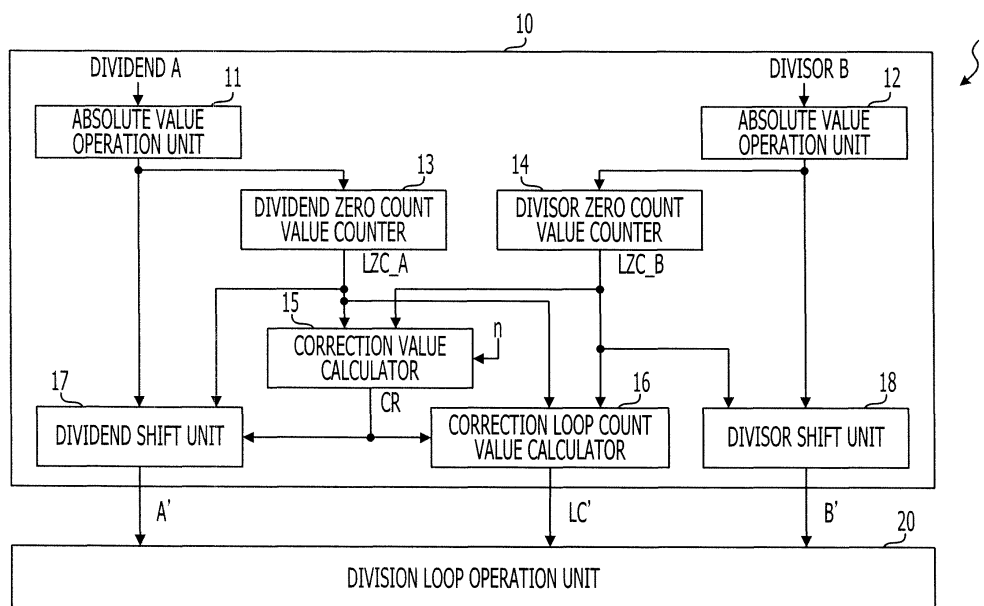 10
DIVIDEND A
DIVISOR B
11
12
ABSOLUTE VALUE
OPERATION UNIT
ABSOLUTE VALUE
OPERATION UNIT
13
14
DIVIDEND ZERO COUNT
VALUE COUNTER
DIVISOR ZERO COUNT
VALUE COUNTER
LZC_A
LZC_B
15
n
CORRECTION VALUE
CALCULATOR
17
CR
16
18
DIVIDEND SHIFT UNIT
CORRECTION LOOP COUNT
VALUE CALCULATOR
DIVISOR SHIFT UNIT
A'
LC'
B'
20
DIVISION LOOP OPERATION UNIT